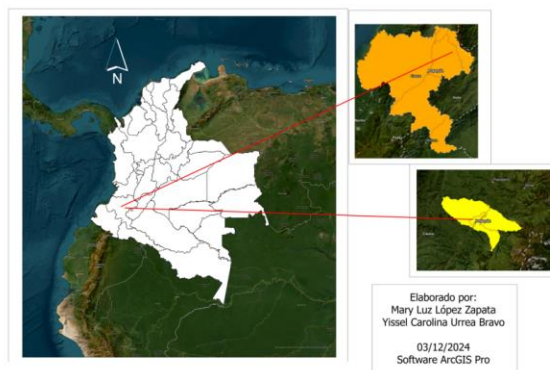 N
Elaborado por:
Mary Luz López Zapata
Yissel Carolina Urrea Bravo
03/12/2024
Software ArcGIS Pro